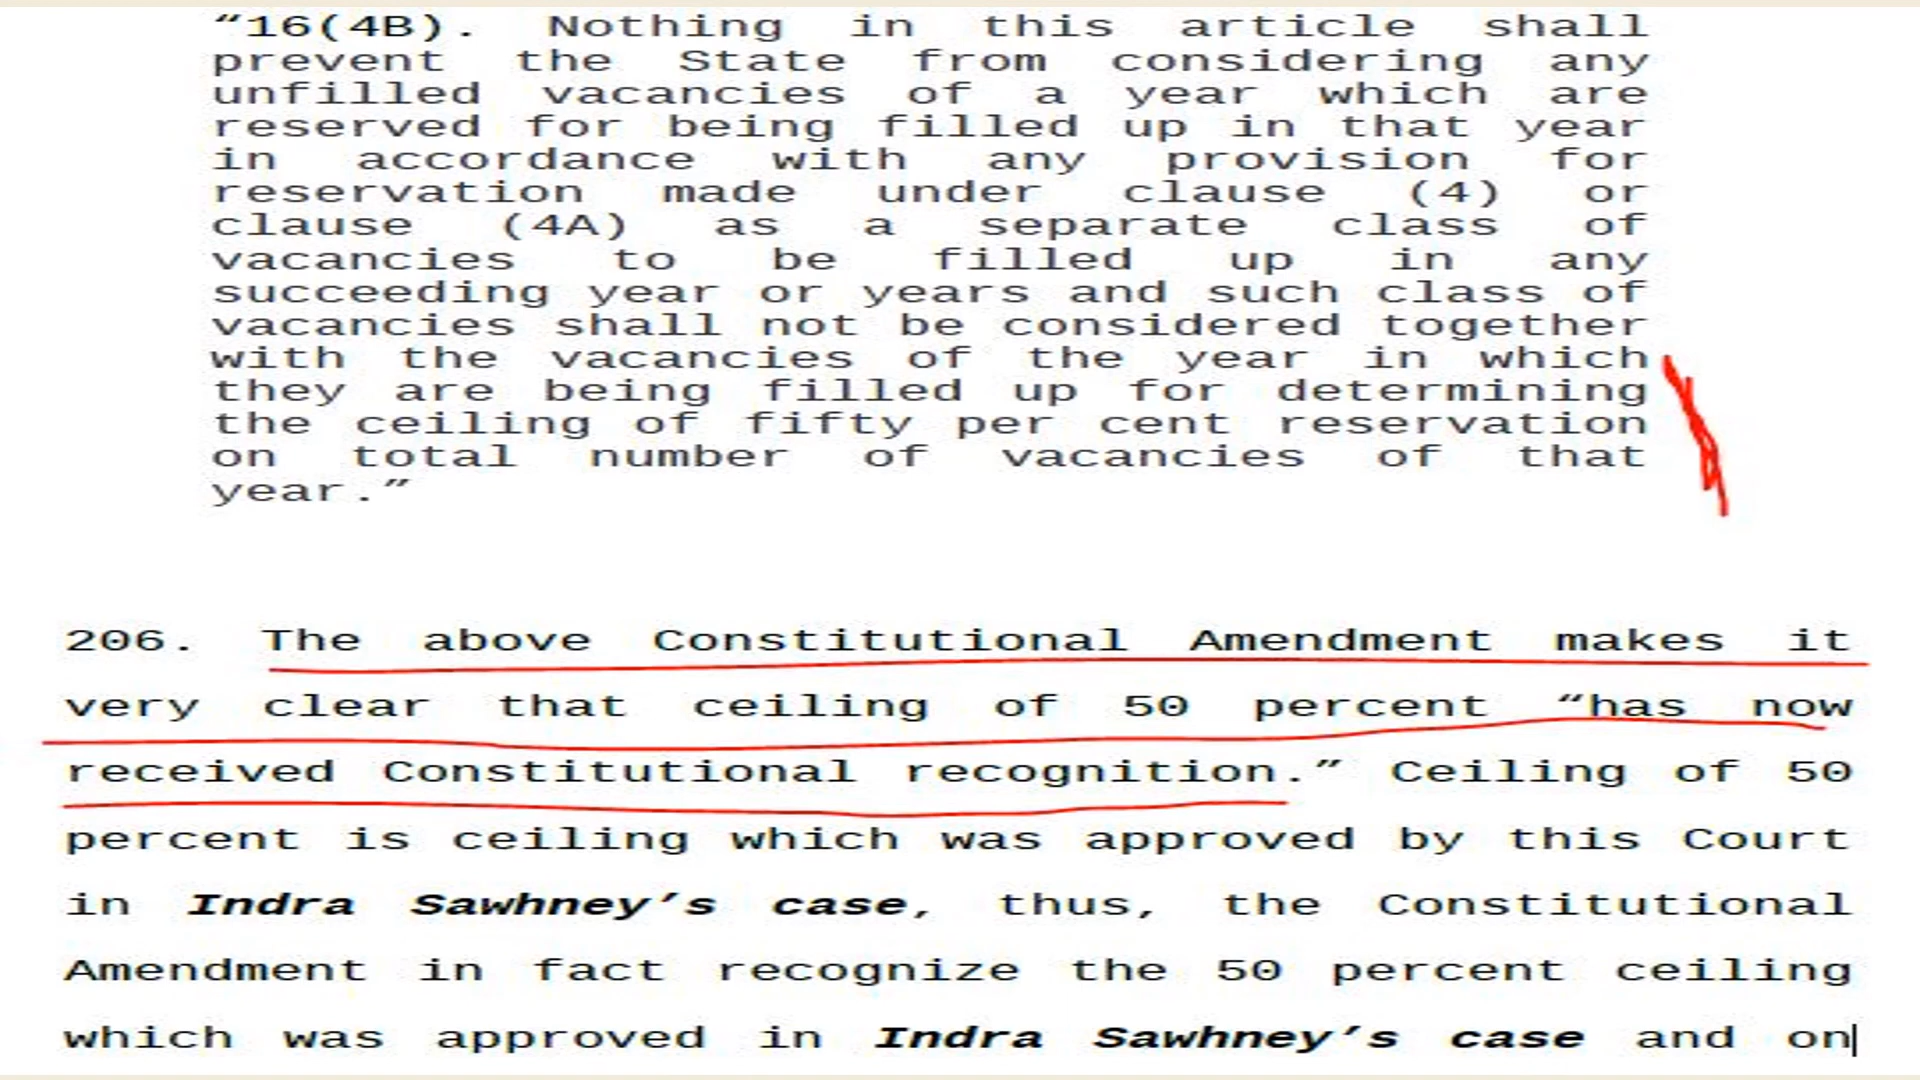 “16(4B). Nothing in this article shall
prevent the State from considering any
unfilled vacancies of a year which are
reserved for being filled up in that year
in accordance with any provision for
reservation made under clause (4) or
clause (4A) as a separate class of
vacancies to be filled up in any
succeeding year or years and such class of
vacancies shall not be considered together
with the vacancies of the year in which
they are being filled up for determining
the ceiling of fifty per cent reservation
on total number of vacancies of that
year.”
206. The above Constitutional Amendment makes it
very clear that ceiling of 50 percent “has now
received Constitutional recognition.” Ceiling of 50
percent is ceiling which was approved by this Court
in Indra Sawhney’s case, thus, the Constitutional
Amendment in fact recognize the 50 percent ceiling
which was approved in Indra Sawhney’s case and on